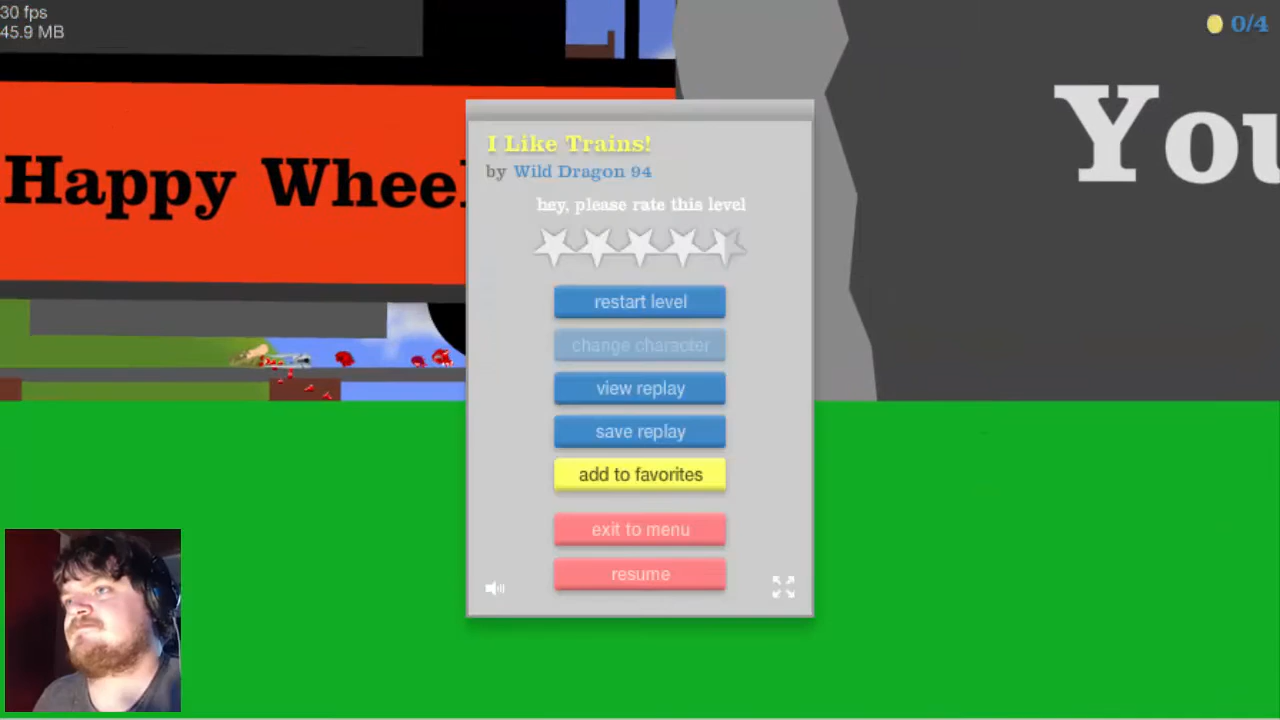 30 fps
45.9 MB
0/4
Happy Wheel
You
I Like Trains!
by Wild Dragon 94
hey, please rate this level
restart level
change character
view replay
save replay
add to favorites
exit to menu
resume